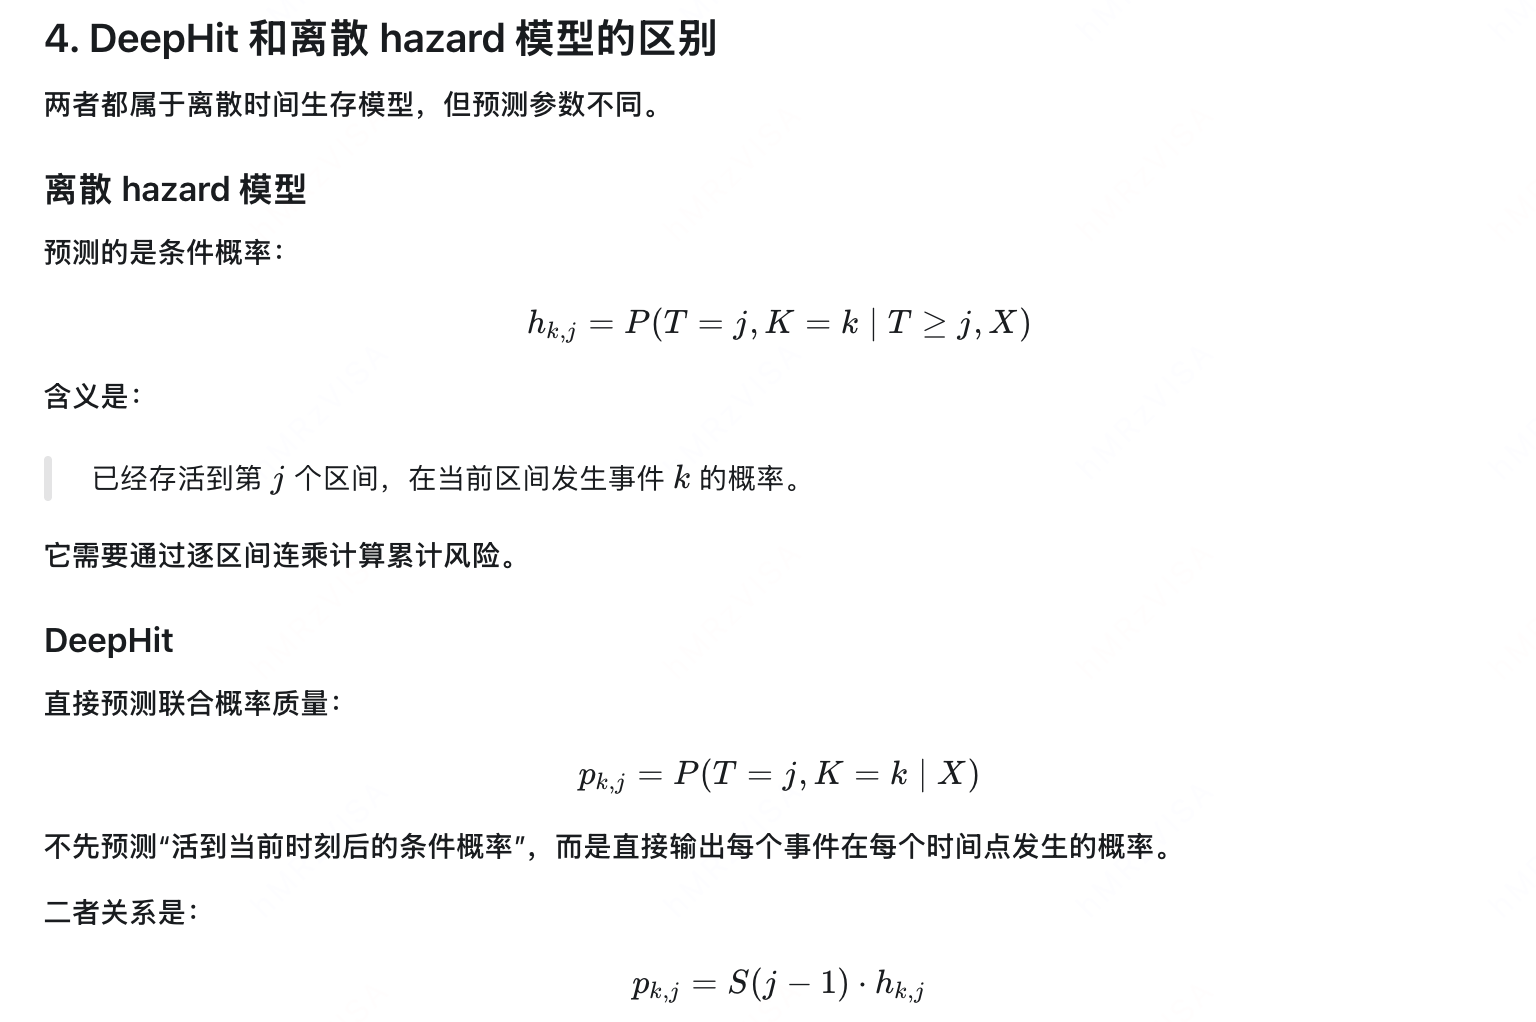 4. DeepHit 和离散 hazard 模型的区别
两者都属于离散时间生存模型，但预测参数不同。
离散 hazard 模型
预测的是条件概率：
h_{k,j} = P(T = j, K = k | T ≥ j, X)
含义是：
已经存活到第 j 个区间，在当前区间发生事件 k 的概率。
它需要通过逐区间连乘计算累计风险。
DeepHit
直接预测联合概率质量：
p_{k,j} = P(T = j, K = k | X)
不先预测“活到当前时刻后的条件概率”，而是直接输出每个事件在每个时间点发生的概率。
二者关系是：
p_{k,j} = S(j − 1) · h_{k,j}